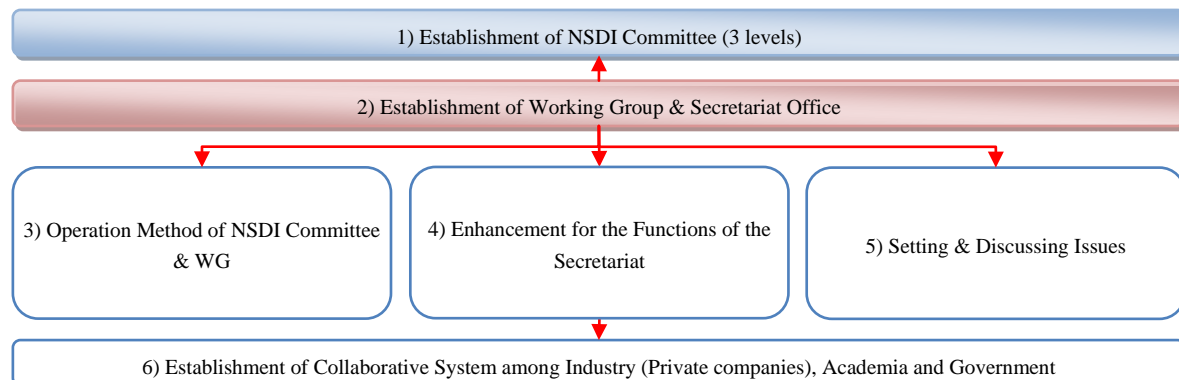 1) Establishment of NSDI Committee (3 levels)
2) Establishment of Working Group & Secretariat Office
3) Operation Method of NSDI Committee
& WG
4) Enhancement for the Functions of the
Secretariat
5) Setting & Discussing Issues
6) Establishment of Collaborative System among Industry (Private companies), Academia and Government